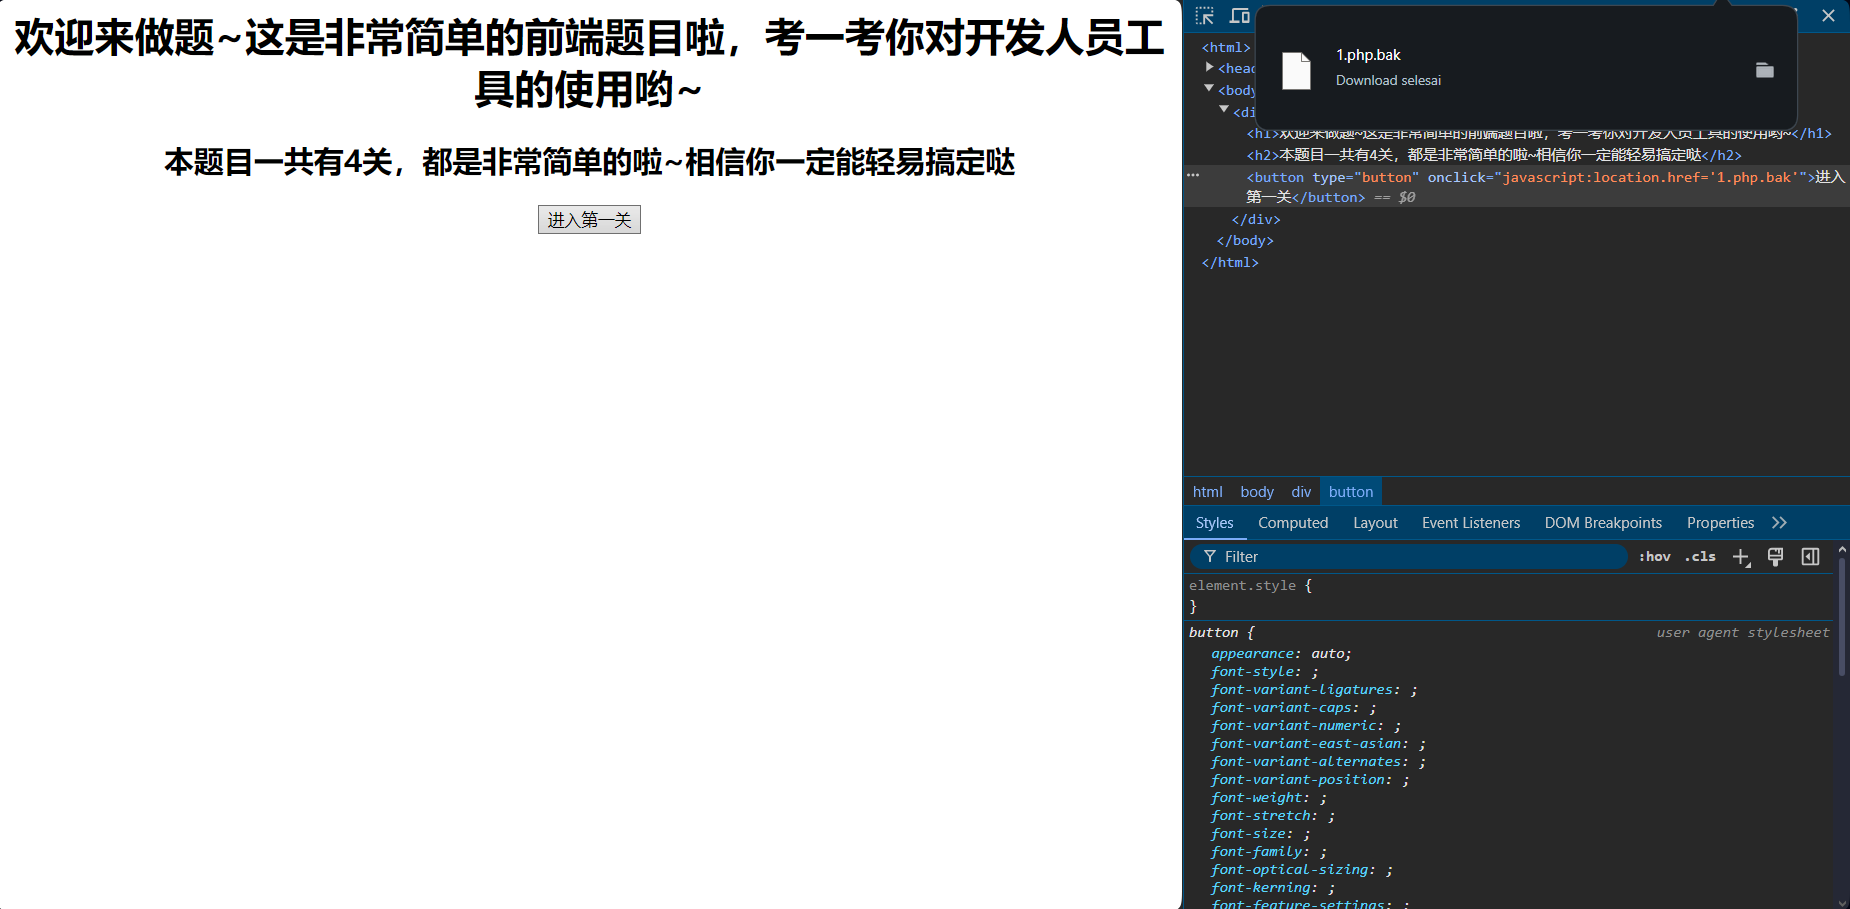 欢迎来做题~这是非常简单的前端题目啦，考一考你对开发人员工
具的使用哟~
本题目一共有4关，都是非常简单的啦~相信你一定能轻易搞定哒
进入第一关
1.php.bak
Download selesai
<html>
<head
<body
<di
<h1>欢迎来做题~这是非常简单的前端题目啦，考一考你对开发人员工具的使用哟~</h1>
<h2>本题目一共有4关，都是非常简单的啦~相信你一定能轻易搞定哒</h2>
<button type="button" onclick="javascript:location.href='1.php.bak'">进入
第一关</button> == $0
</div>
</body>
</html>
html body div button
Styles Computed Layout Event Listeners DOM Breakpoints Properties
Filter :hov .cls
element.style {
}
button { user agent stylesheet
appearance: auto;
font-style: ;
font-variant-ligatures: ;
font-variant-caps: ;
font-variant-numeric: ;
font-variant-east-asian: ;
font-variant-alternates: ;
font-variant-position: ;
font-weight: ;
font-stretch: ;
font-size: ;
font-family: ;
font-optical-sizing: ;
font-kerning: ;
font-feature-settings: ;